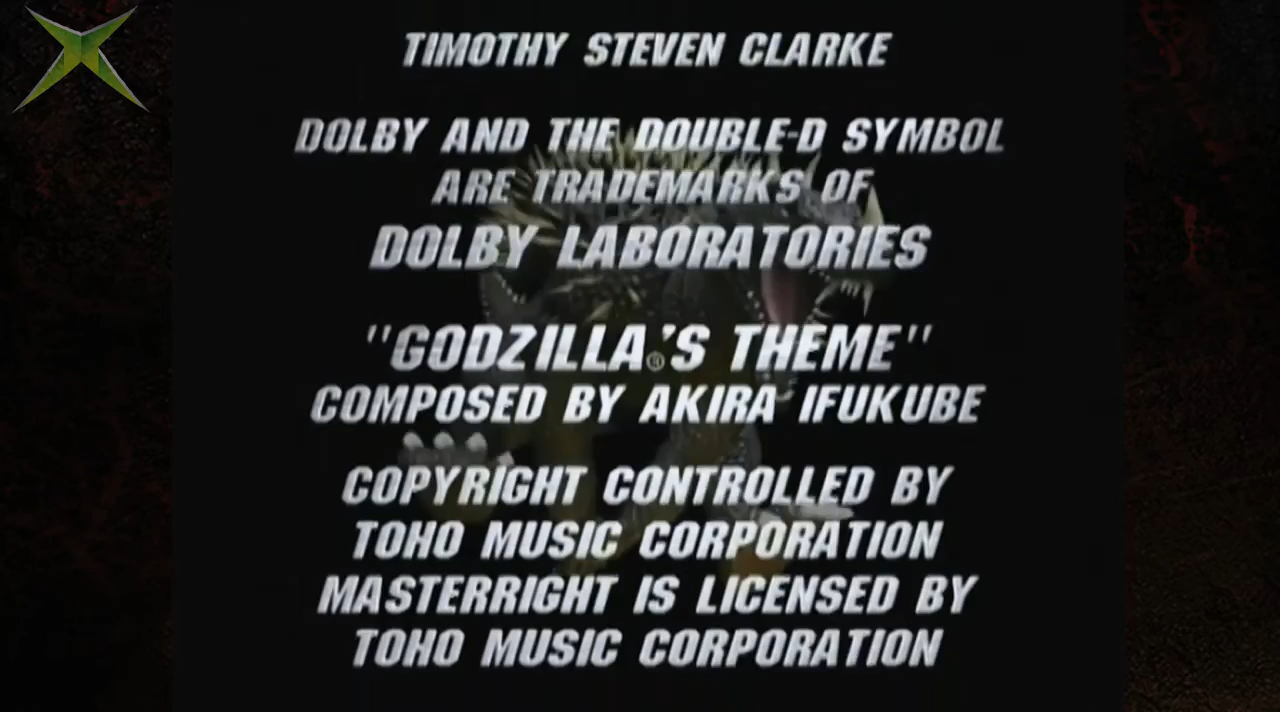 TIMOTHY STEVEN CLARKE
DOLBY AND THE DOUBLE-D SYMBOL
ARE TRADEMARKS OF
DOLBY LABORATORIES
"GODZILLA®'S THEME"
COMPOSED BY AKIRA IFUKUBE
COPYRIGHT CONTROLLED BY
TOHO MUSIC CORPORATION
MASTERRIGHT IS LICENSED BY
TOHO MUSIC CORPORATION